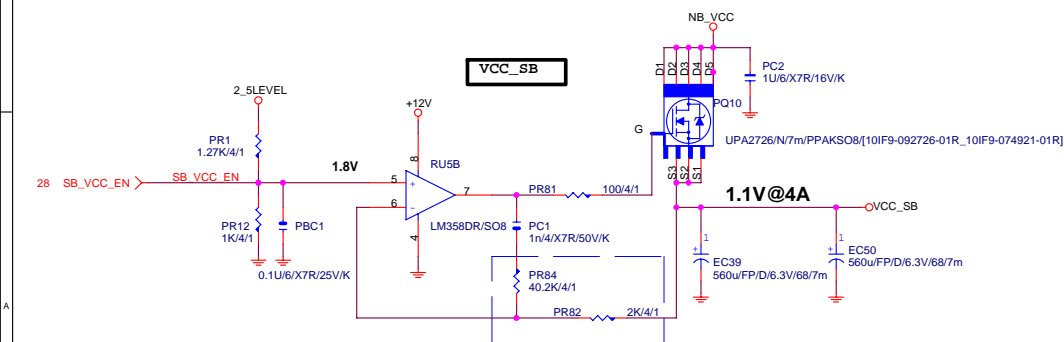 NB_VCC
VCC_SB
D1
D2
D3
D4
D5
PC2
1U/6/X7R/16V/K
2_5LEVEL
+12V
PQ10
G
UPA2726/N/7m/PPAKSO8/[10IF9-092726-01R_10IF9-074921-01R]
PR1
1.27K/4/1
S3
S2
S1
1.8V
RU5B
8
28 SB_VCC_EN
SB_VCC_EN
5
+
7
PR81
100/4/1
1.1V@4A
6
-
VCC_SB
PR12
1K/4/1
PBC1
LM358DR/SO8
PC1
1n/4/X7R/50V/K
4
1
+
EC39
560u/FP/D/6.3V/68/7m
1
+
EC50
560u/FP/D/6.3V/68/7m
0.1U/6/X7R/25V/K
PR84
40.2K/4/1
A
PR82
2K/4/1